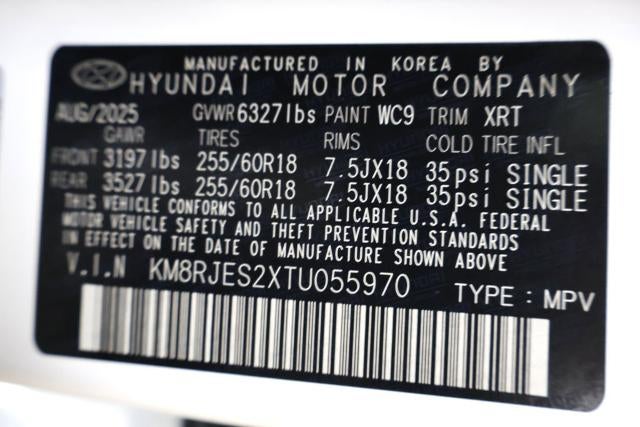 MANUFACTURED IN KOREA BY
HYUNDAI MOTOR COMPANY
AUG/2025 GVWR 6327lbs PAINT WC9 TRIM XRT
GAWR TIRES RIMS COLD TIRE INFL
FRONT 3197lbs 255/60R18 7.5JX18 35psi SINGLE
REAR 3527lbs 255/60R18 7.5JX18 35psi SINGLE
THIS VEHICLE CONFORMS TO ALL APPLICABLE U.S.A. FEDERAL
MOTOR VEHICLE SAFETY AND THEFT PREVENTION STANDARDS
IN EFFECT ON THE DATE OF MANUFACTURE SHOWN ABOVE
V.I.N KM8RJES2XTU055970 TYPE : MPV